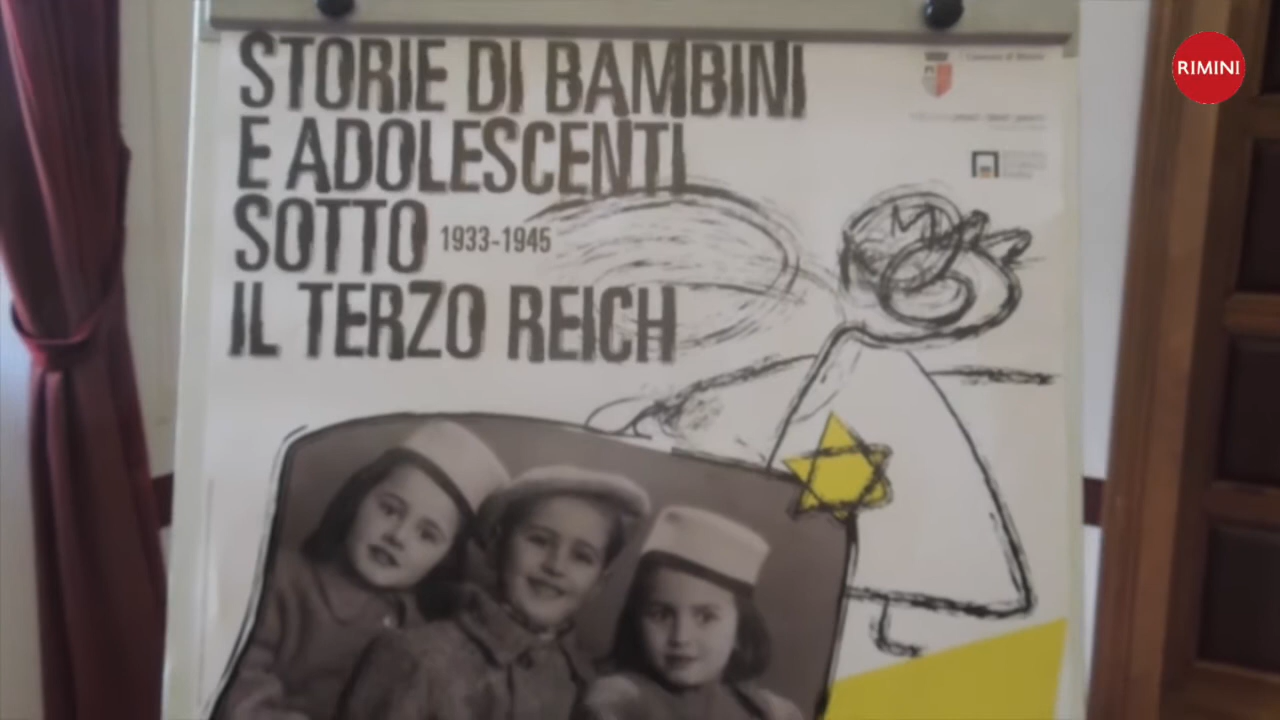 STORIE DI BAMBINI
E ADOLESCENTI
SOTTO 1933-1945
IL TERZO REICH
RIMINI